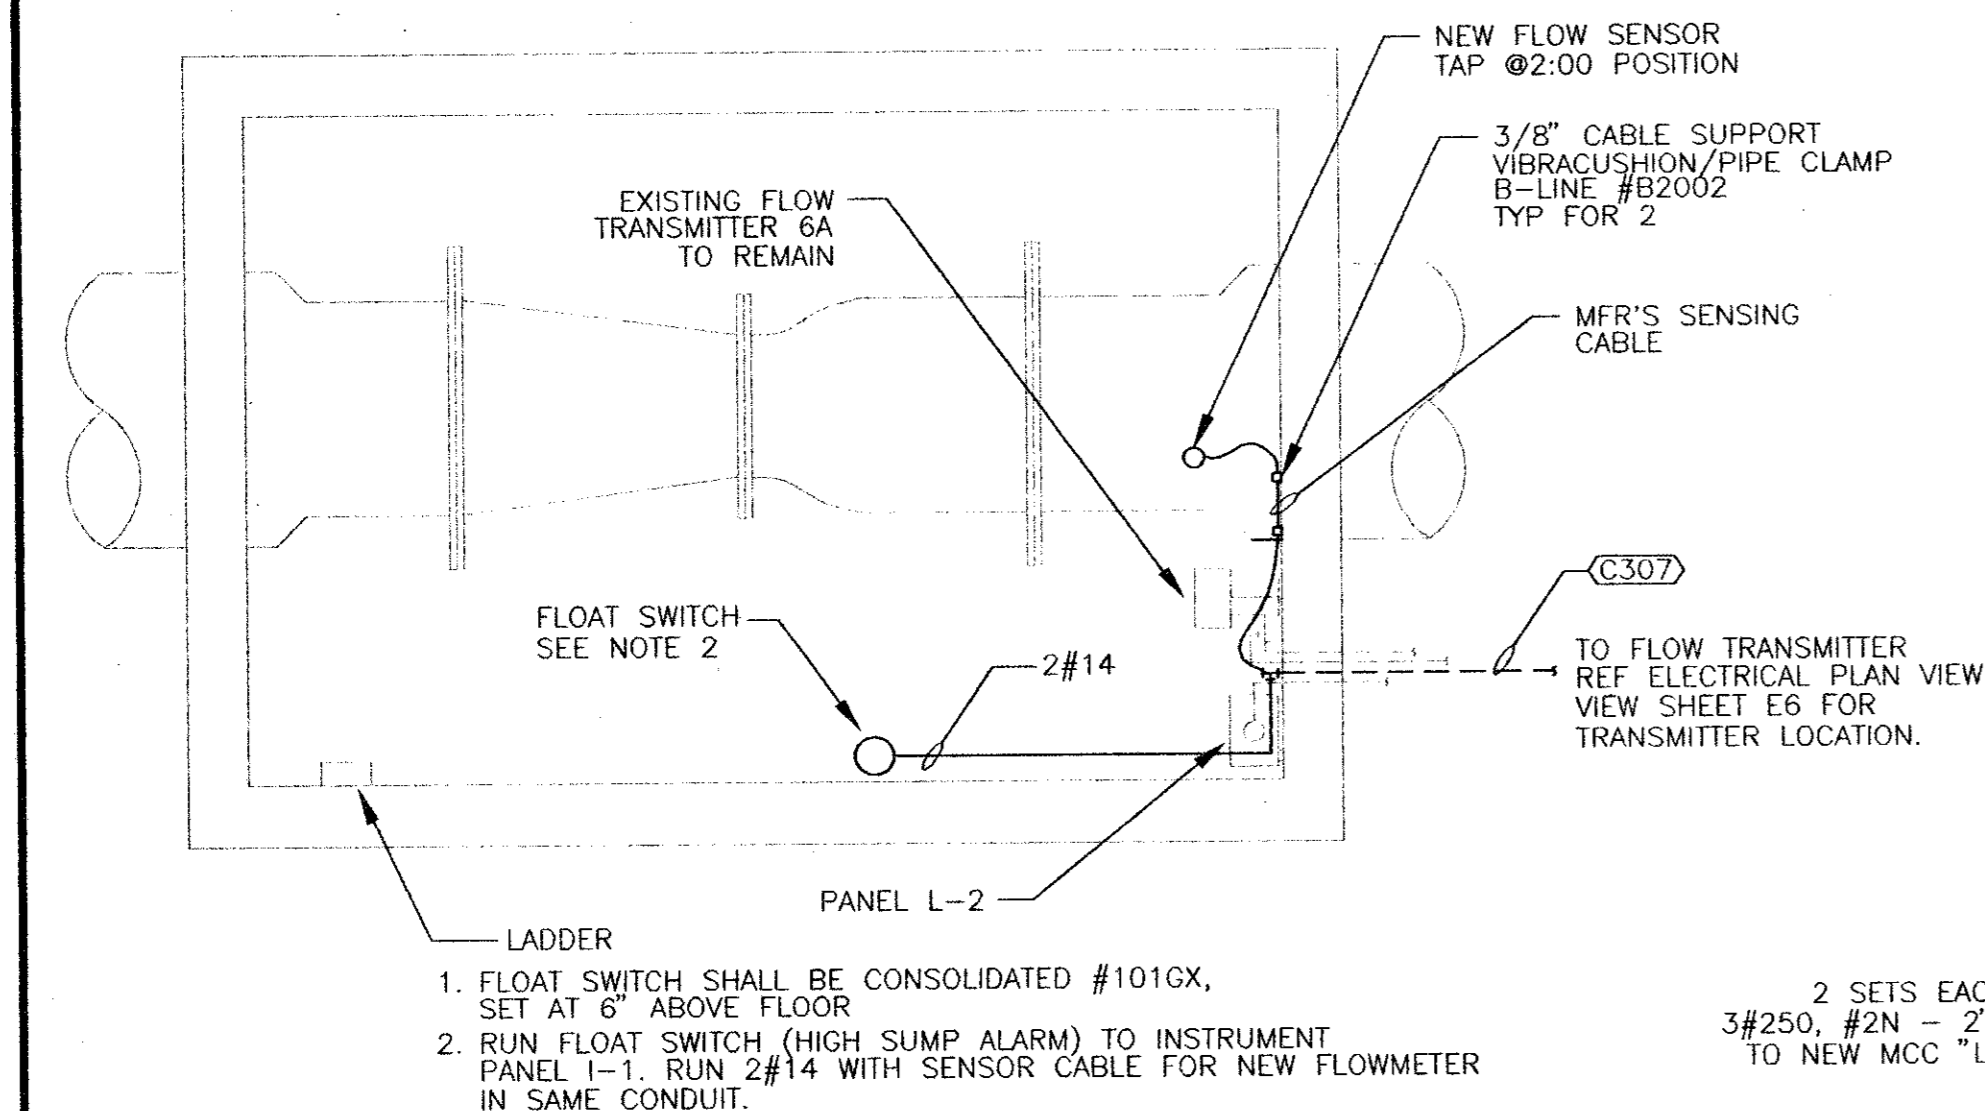 NEW FLOW SENSOR
TAP @2:00 POSITION
3/8" CABLE SUPPORT
VIBRACUSHION/PIPE CLAMP
B-LINE #B2002
TYP FOR 2
EXISTING FLOW
TRANSMITTER 6A
TO REMAIN
MFR'S SENSING
CABLE
C307
FLOAT SWITCH
SEE NOTE 2
2#14
TO FLOW TRANSMITTER
REF ELECTRICAL PLAN VIEW
VIEW SHEET E6 FOR
TRANSMITTER LOCATION.
PANEL L-2
LADDER
1. FLOAT SWITCH SHALL BE CONSOLIDATED #101GX,
SET AT 6" ABOVE FLOOR
2. RUN FLOAT SWITCH (HIGH SUMP ALARM) TO INSTRUMENT
PANEL I-1. RUN 2#14 WITH SENSOR CABLE FOR NEW FLOWMETER
IN SAME CONDUIT.
2 SETS EAC
3#250, #2N - 2"
TO NEW MCC "L